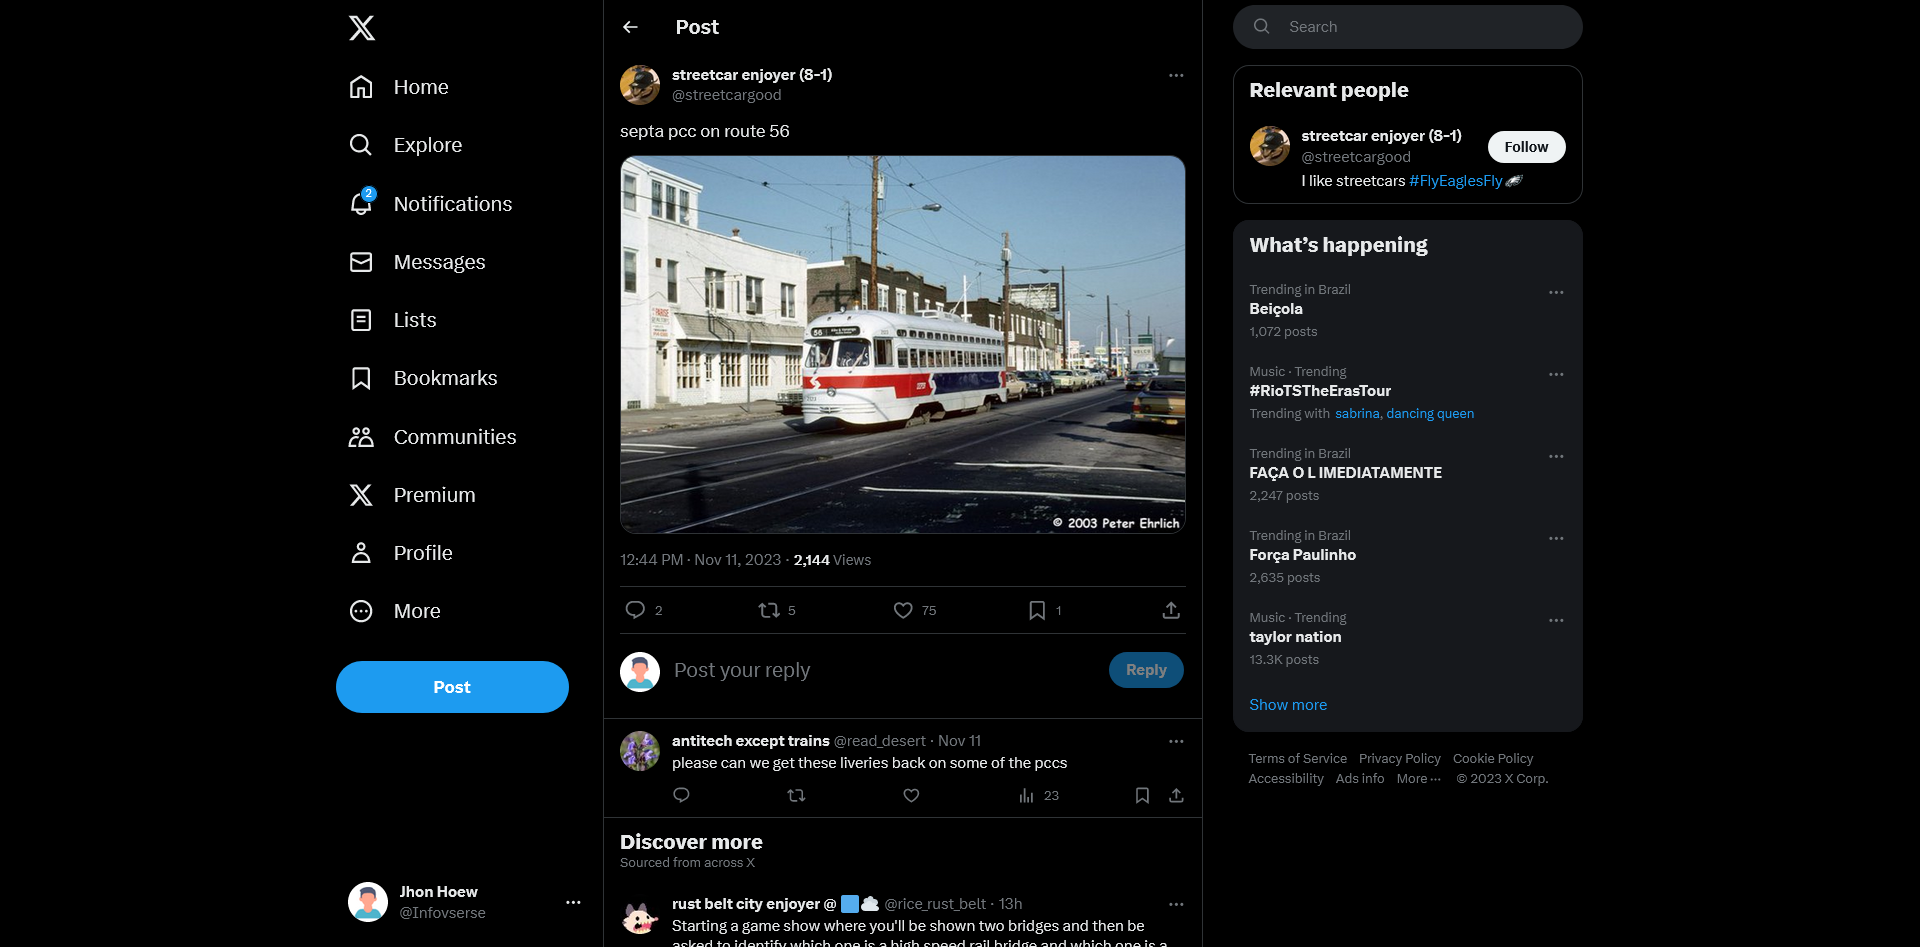 Home
Explore
2
Notifications
Messages
Lists
Bookmarks
Communities
Premium
Profile
More
Post
Jhon Hoew
@Infovserse
Post
streetcar enjoyer (8-1)
@streetcargood
septa pcc on route 56
56
© 2003 Peter Ehrlich
12:44 PM · Nov 11, 2023 · 2,144 Views
2 5 75 1
Post your reply
Reply
antitech except trains @read_desert · Nov 11
please can we get these liveries back on some of the pccs
23
Discover more
Sourced from across X
rust belt city enjoyer @ @rice_rust_belt · 13h
Starting a game show where you'll be shown two bridges and then be
asked to identify which one is a high speed rail bridge and which one is a
Search
Relevant people
streetcar enjoyer (8-1)
@streetcargood
Follow
I like streetcars #FlyEaglesFly
What's happening
Trending in Brazil
Beiçola
1,072 posts
Music · Trending
#RioTSTheErasTour
Trending with sabrina, dancing queen
Trending in Brazil
FAÇA O L IMEDIATAMENTE
2,247 posts
Trending in Brazil
Força Paulinho
2,635 posts
Music · Trending
taylor nation
13.3K posts
Show more
Terms of Service Privacy Policy Cookie Policy
Accessibility Ads info More ··· © 2023 X Corp.